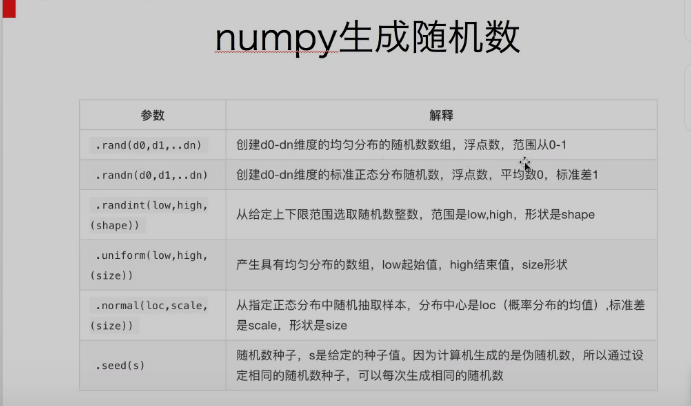 numpy生成随机数
参数
解释
.rand(d0,d1,..dn)
创建d0-dn维度的均匀分布的随机数数组，浮点数，范围从0-1
.randn(d0,d1,..dn)
创建d0-dn维度的标准正态分布随机数，浮点数，平均数0，标准差1
.randint(low,high,
(shape))
从给定上下限范围选取随机数整数，范围是low,high，形状是shape
.uniform(low,high,
(size))
产生具有均匀分布的数组，low起始值，high结束值，size形状
.normal(loc,scale,
(size))
从指定正态分布中随机抽取样本，分布中心是loc（概率分布的均值）,标准差
是scale，形状是size
.seed(s)
随机数种子，s是给定的种子值。因为计算机生成的是伪随机数，所以通过设
定相同的随机数种子，可以每次生成相同的随机数